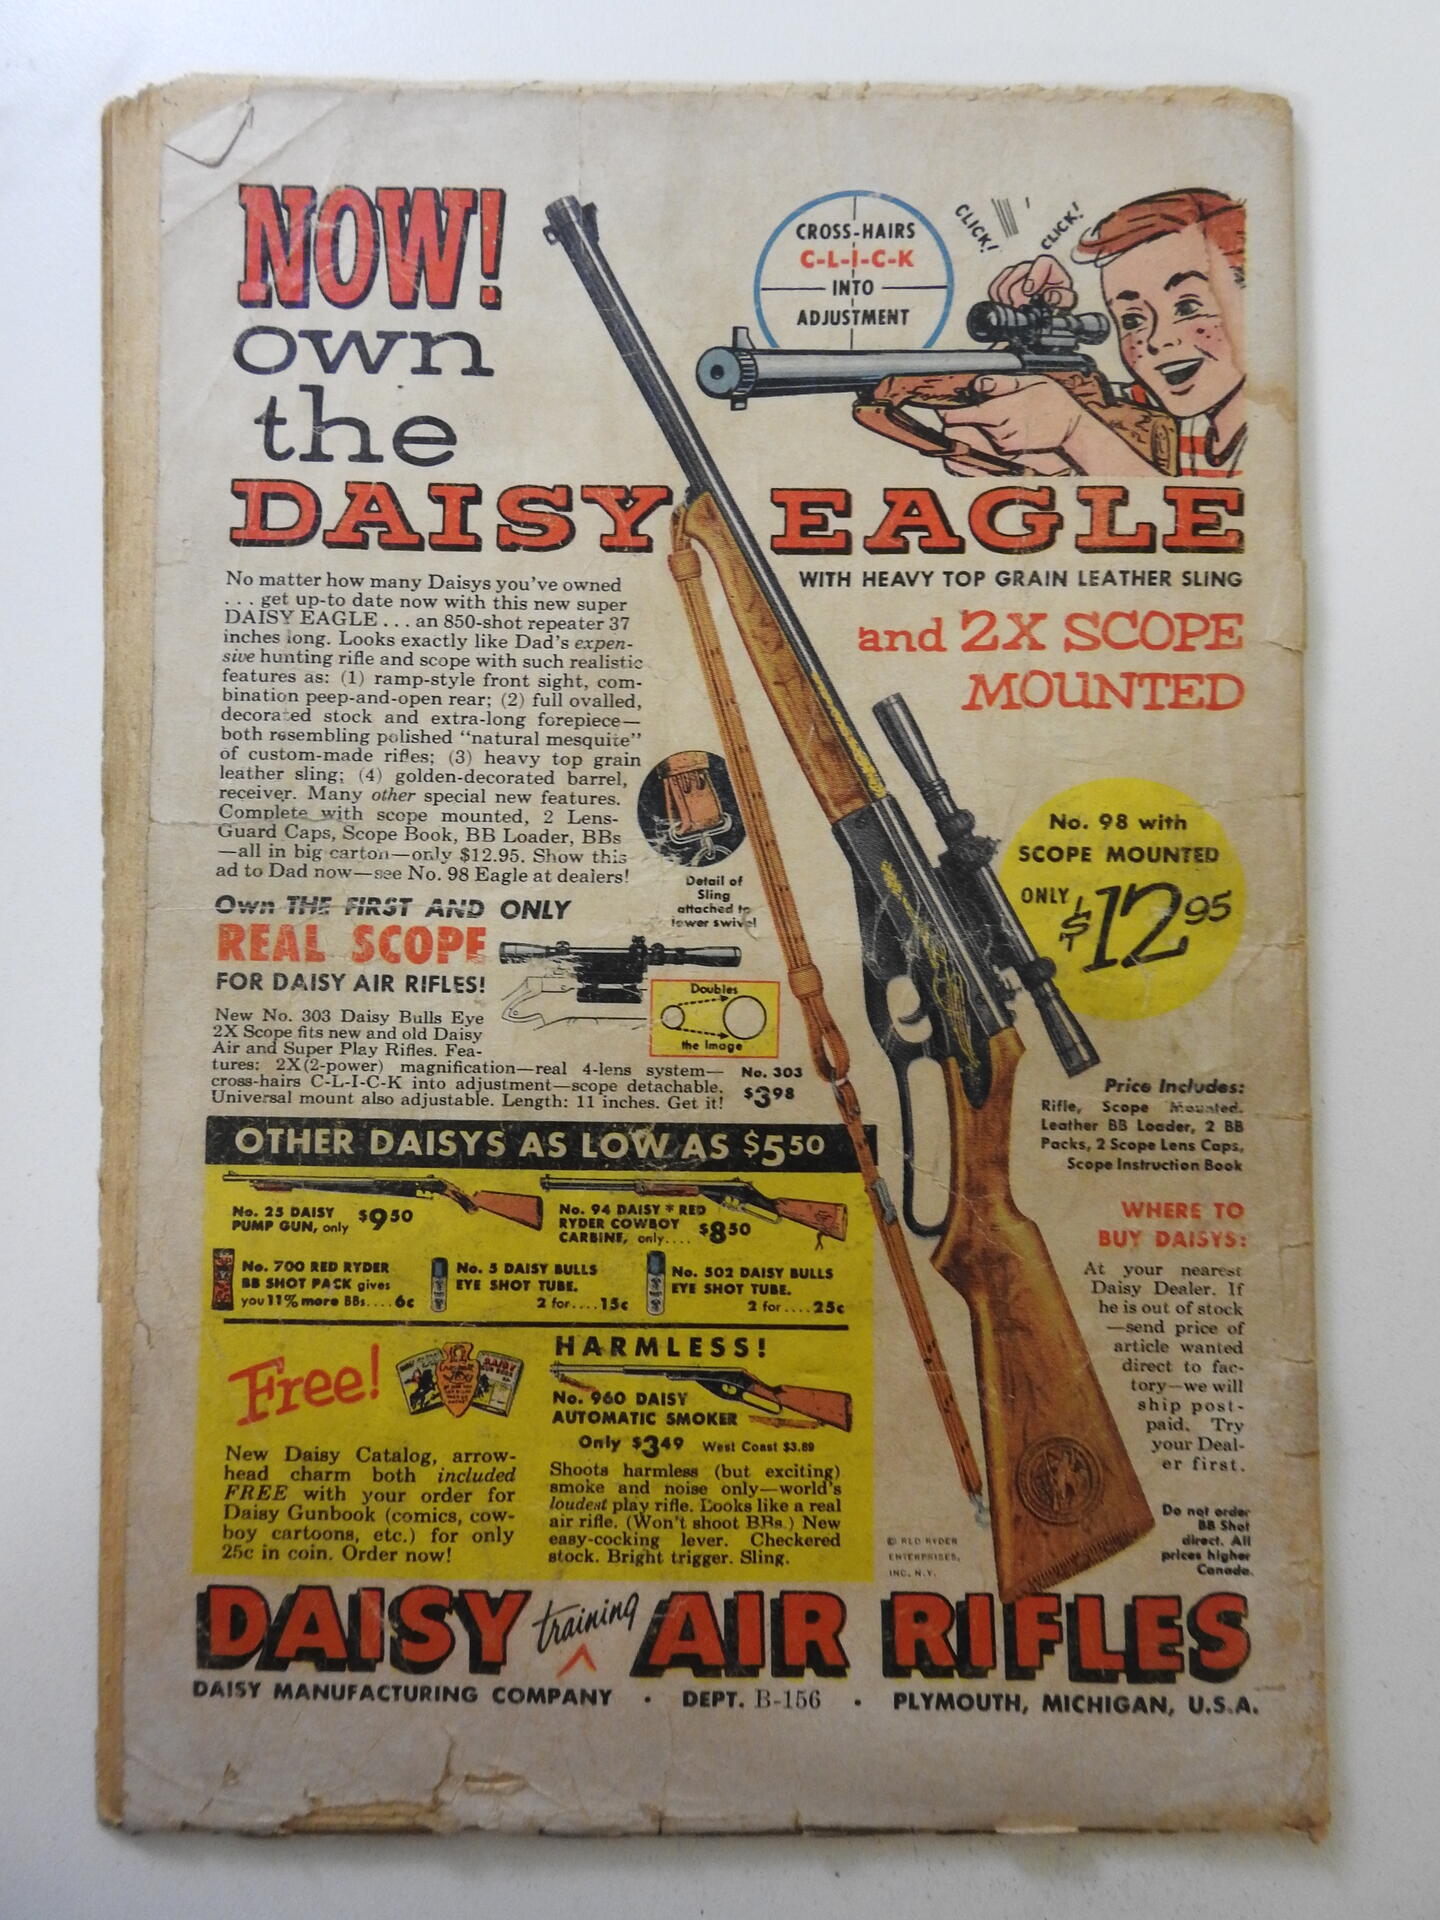 NOW!
own
the
DAISY EAGLE
CROSS-HAIRS
C-L-I-C-K
INTO
ADJUSTMENT
CLICK!
CLICK!
WITH HEAVY TOP GRAIN LEATHER SLING
and 2X SCOPE
MOUNTED
No matter how many Daisys you've owned
. . . get up-to date now with this new super
DAISY EAGLE . . . an 850-shot repeater 37
inches long. Looks exactly like Dad's expen-
sive hunting rifle and scope with such realistic
features as: (1) ramp-style front sight, com-
bination peep-and-open rear; (2) full ovalled,
decorated stock and extra-long forepiece—
both resembling polished "natural mesquite"
of custom-made rifles; (3) heavy top grain
leather sling; (4) golden-decorated barrel,
receiver. Many other special new features.
Complete with scope mounted, 2 Lens-
Guard Caps, Scope Book, BB Loader, BBs
—all in big carton—only $12.95. Show this
ad to Dad now—see No. 98 Eagle at dealers!
Detail of
Sling
attached to
lower swivel
No. 98 with
SCOPE MOUNTED
ONLY $12 95
Own THE FIRST AND ONLY
REAL SCOPE
FOR DAISY AIR RIFLES!
Doubles
the Image
New No. 303 Daisy Bulls Eye
2X Scope fits new and old Daisy
Air and Super Play Rifles. Fea-
tures: 2X(2-power) magnification—real 4-lens system—
cross-hairs C-L-I-C-K into adjustment—scope detachable.
Universal mount also adjustable. Length: 11 inches. Get it!
No. 303
$3 98
Price Includes:
Rifle, Scope Mounted.
Leather BB Loader, 2 BB
Packs, 2 Scope Lens Caps,
Scope Instruction Book
OTHER DAISYS AS LOW AS $5 50
No. 25 DAISY
PUMP GUN, only $9 50
No. 94 DAISY * RED
RYDER COWBOY
CARBINE, only.... $8 50
No. 700 RED RYDER
BB SHOT PACK gives
you 11% more BBs....6c
No. 5 DAISY BULLS
EYE SHOT TUBE.
2 for....15c
No. 502 DAISY BULLS
EYE SHOT TUBE.
2 for....25c
Free!
New Daisy Catalog, arrow-
head charm both included
FREE with your order for
Daisy Gunbook (comics, cow-
boy cartoons, etc.) for only
25c in coin. Order now!
HARMLESS!
No. 960 DAISY
AUTOMATIC SMOKER
Only $3 49 West Coast $3.89
Shoots harmless (but exciting)
smoke and noise only—world's
loudest play rifle. Looks like a real
air rifle. (Won't shoot BBs.) New
easy-cocking lever. Checkered
stock. Bright trigger. Sling.
WHERE TO
BUY DAISYS:
At your nearest
Daisy Dealer. If
he is out of stock
—send price of
article wanted
direct to fac-
tory—we will
ship post-
paid. Try
your Deal-
er first.
Do not order
BB Shot
direct. All
prices higher
Canada.
© RED RYDER
ENTERPRISES,
INC. N.Y.
DAISY training AIR RIFLES
DAISY MANUFACTURING COMPANY • DEPT. B-156 • PLYMOUTH, MICHIGAN, U.S.A.